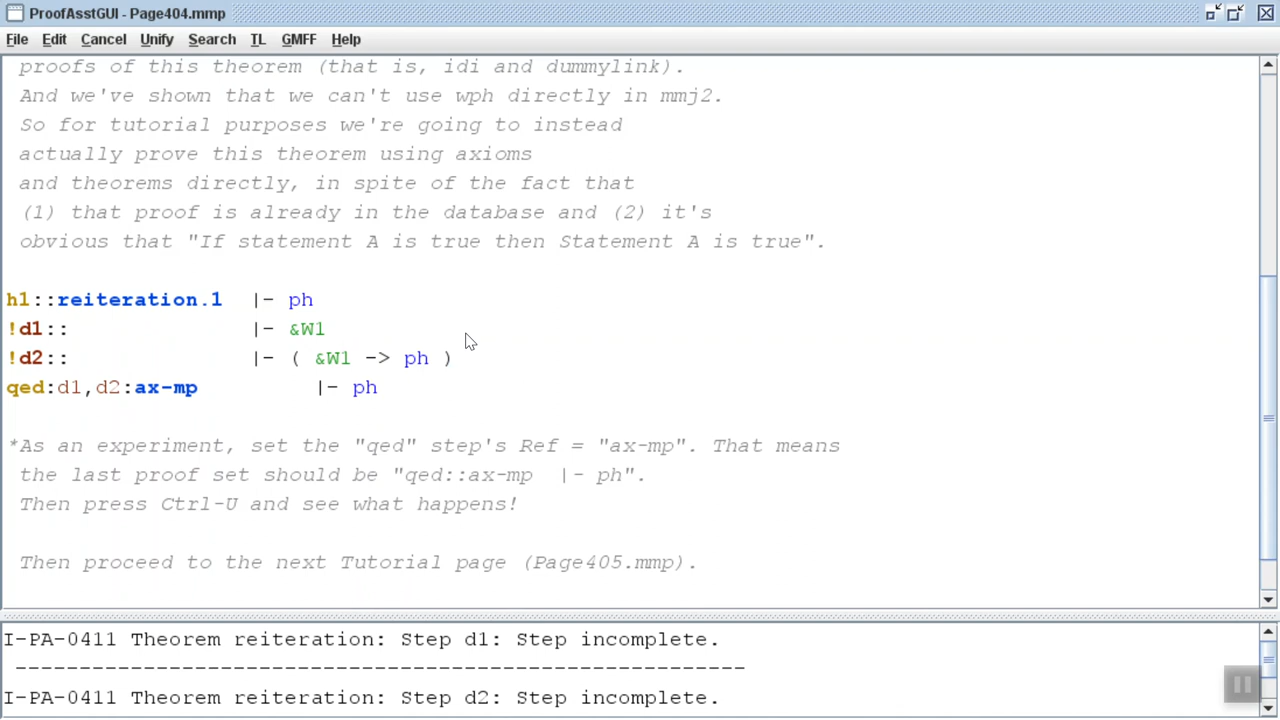 ProofAsstGUI - Page404.mmp
File Edit Cancel Unify Search TL GMFF Help
proofs of this theorem (that is, idi and dummylink).
And we've shown that we can't use wph directly in mmj2.
So for tutorial purposes we're going to instead
actually prove this theorem using axioms
and theorems directly, in spite of the fact that
(1) that proof is already in the database and (2) it's
obvious that "If statement A is true then Statement A is true".
h1::reiteration.1 |- ph
!d1:: |- &W1
!d2:: |- ( &W1 -> ph )
qed:d1,d2:ax-mp |- ph
*As an experiment, set the "qed" step's Ref = "ax-mp". That means
the last proof set should be "qed::ax-mp |- ph".
Then press Ctrl-U and see what happens!
Then proceed to the next Tutorial page (Page405.mmp).
I-PA-0411 Theorem reiteration: Step d1: Step incomplete.
---------------------------------------------------------
I-PA-0411 Theorem reiteration: Step d2: Step incomplete.